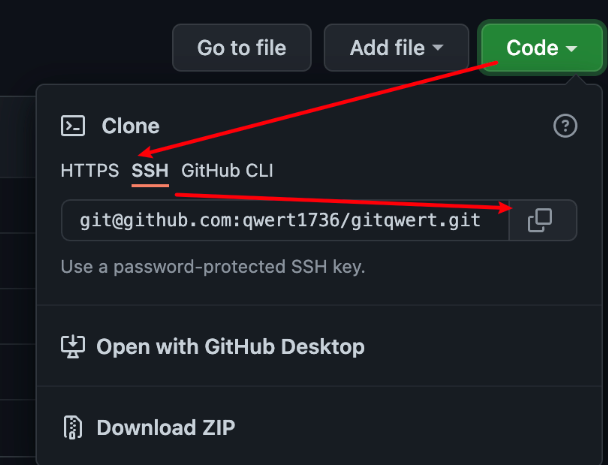 Go to file Add file Code
Clone
HTTPS SSH GitHub CLI
git@github.com:qwert1736/gitqwert.git
Use a password-protected SSH key.
Open with GitHub Desktop
Download ZIP